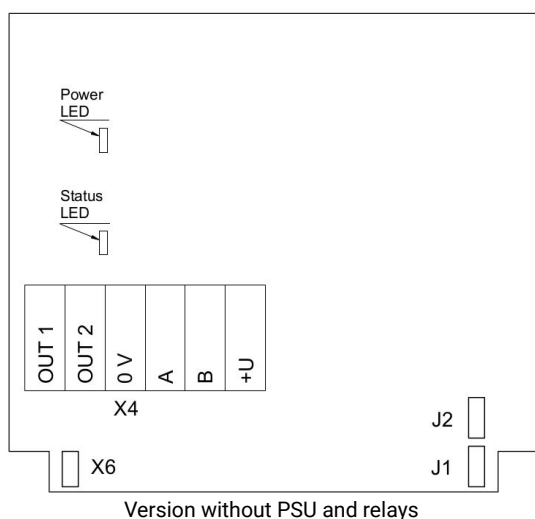 Power
LED
Status
LED
OUT 1
OUT 2
0 V
A
B
+U
X4
J2
X6
J1
Version without PSU and relays